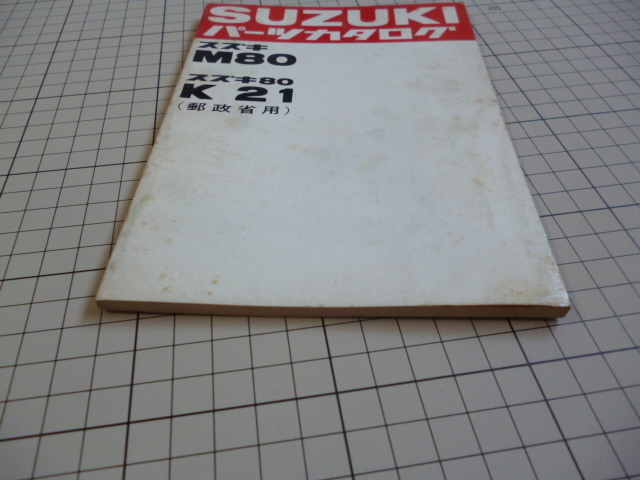 SUZUKI
パーツカタログ
スズキ
M80
スズキ80
K 21
(郵政省用)